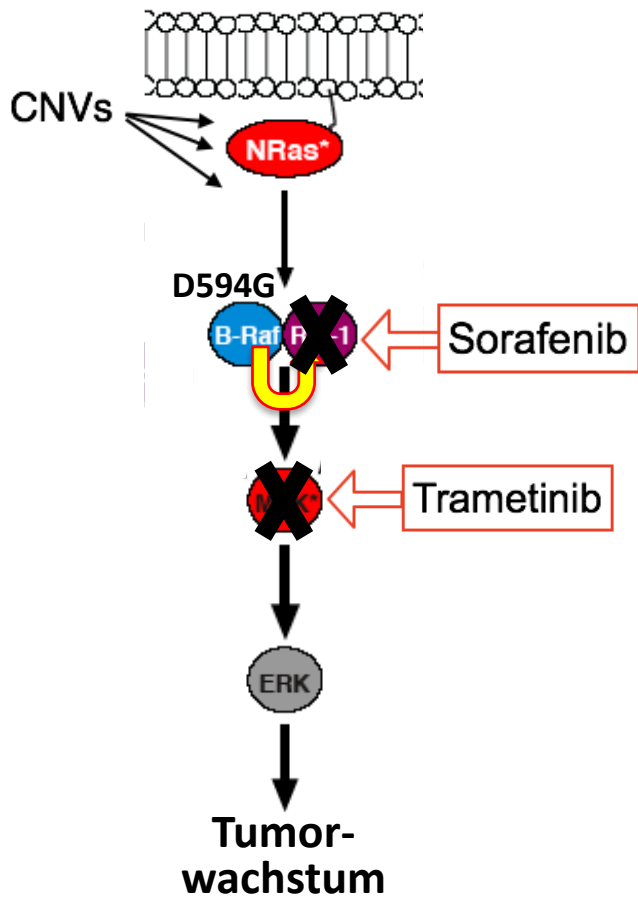 CNVs
NRas*
D594G
B-Raf
Sorafenib
Trametinib
ERK
Tumor-
wachstum